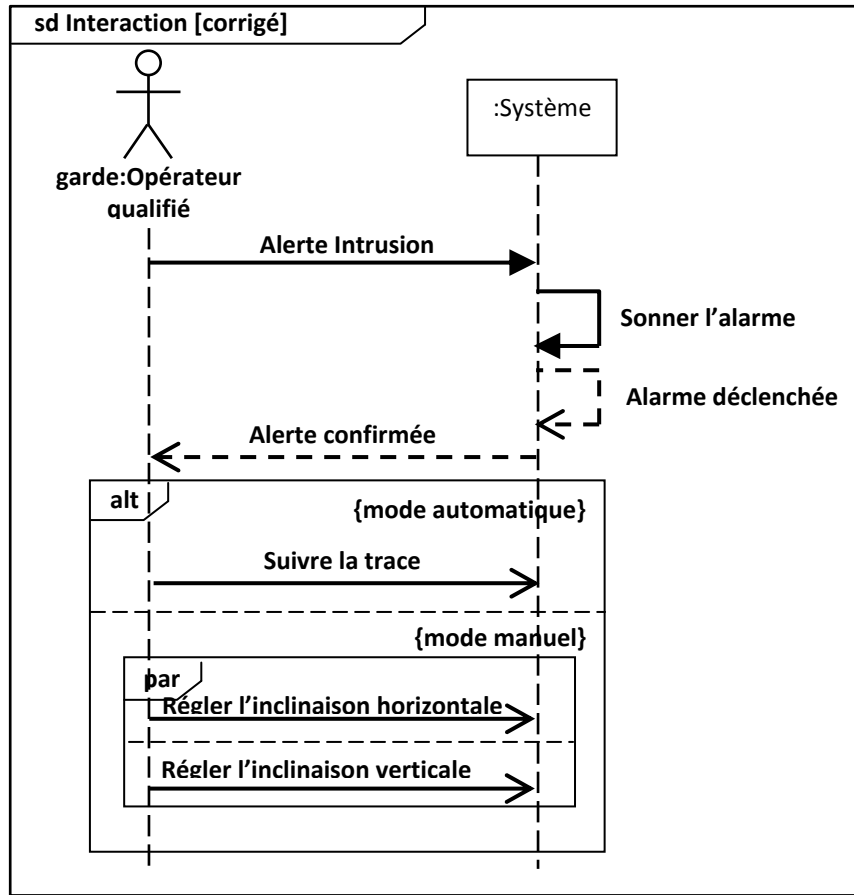 sd Interaction [corrigé]
:Système
garde:Opérateur
qualifié
Alerte Intrusion
Sonner l’alarme
Alarme déclenchée
Alerte confirmée
alt
{mode automatique}
Suivre la trace
{mode manuel}
par
Régler l’inclinaison horizontale
Régler l’inclinaison verticale